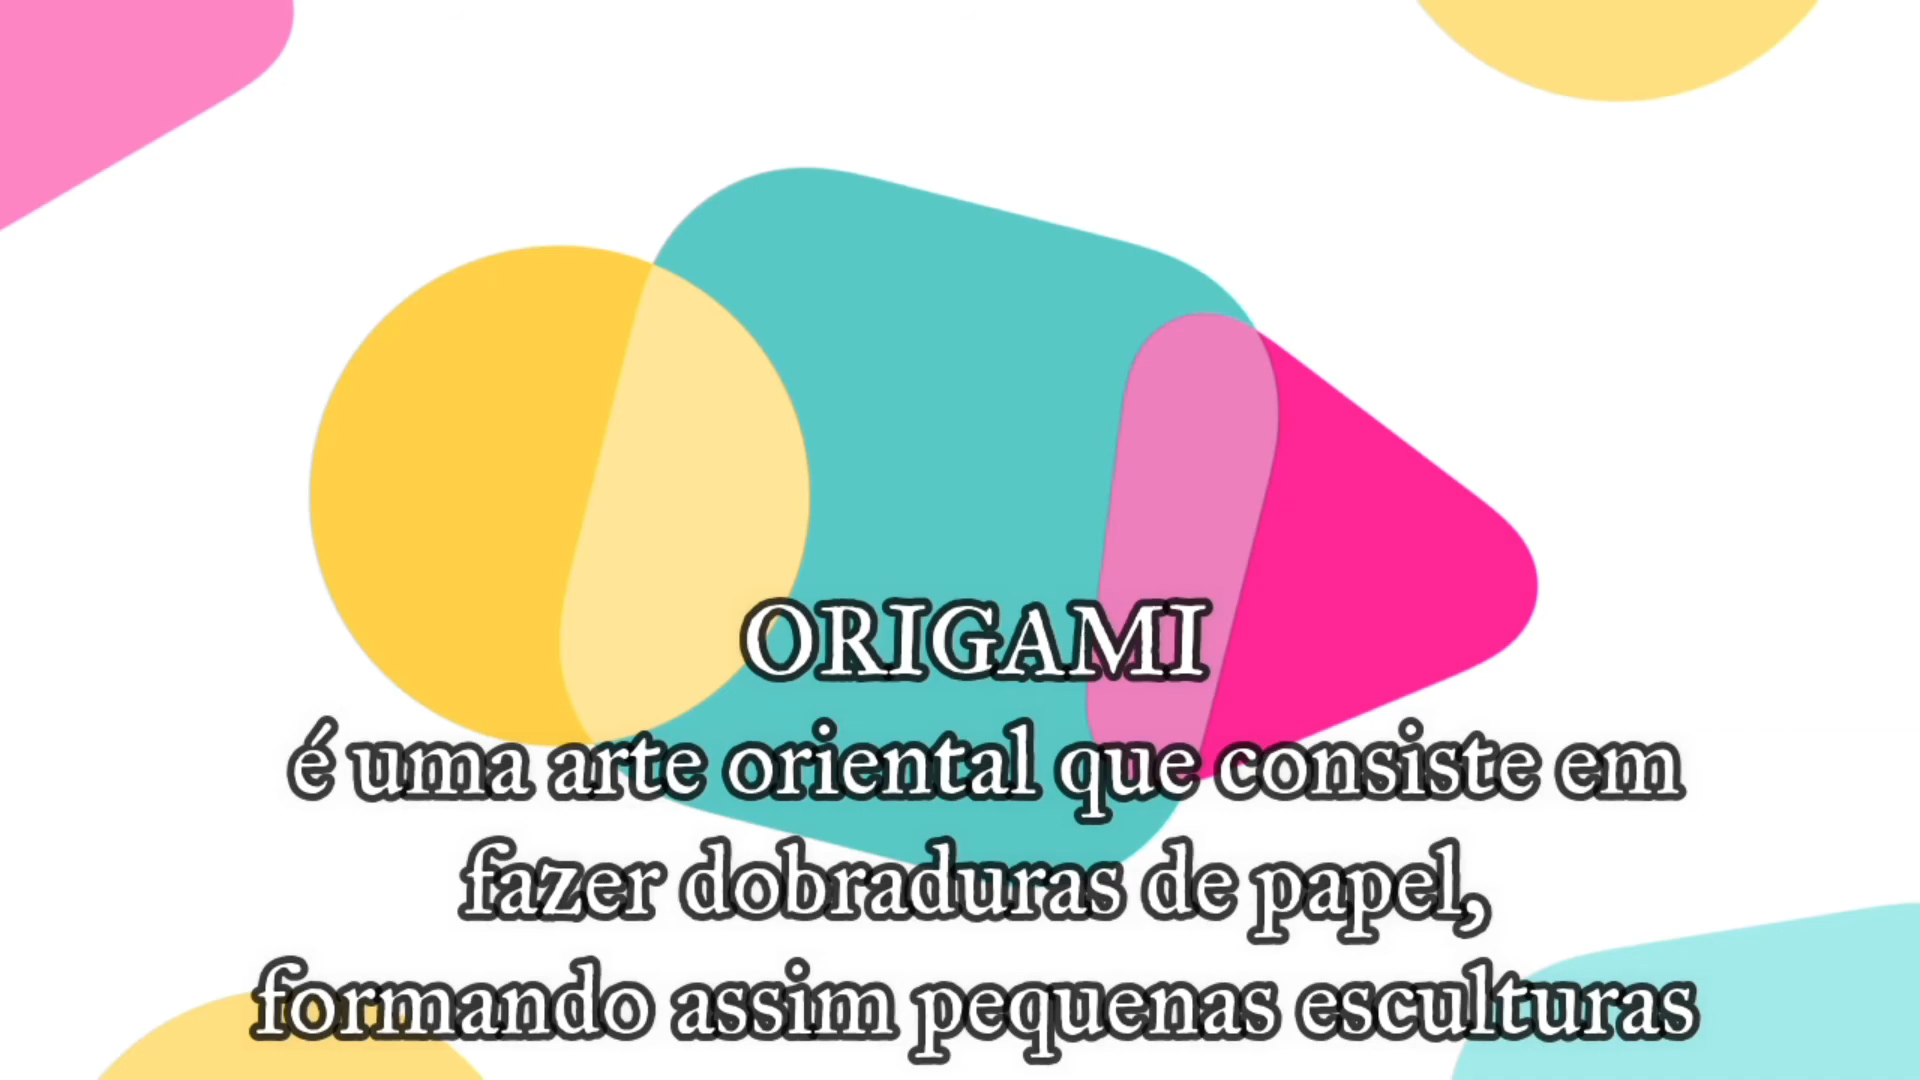 ORIGAMI
é uma arte oriental que consiste em
fazer dobraduras de papel,
formando assim pequenas esculturas